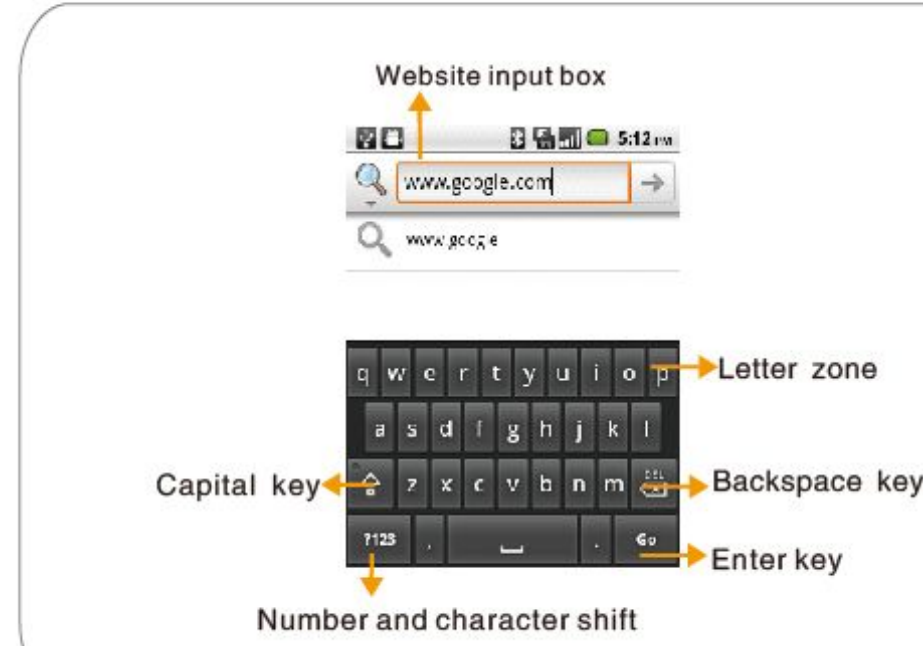 Website input box
5:12 PM
www.google.com
www.google
q w e r t y u i o p
Letter zone
a s d f g h j k l
Capital key
z x c v b n m
DEL
Backspace key
?123 , . Go
Enter key
Number and character shift